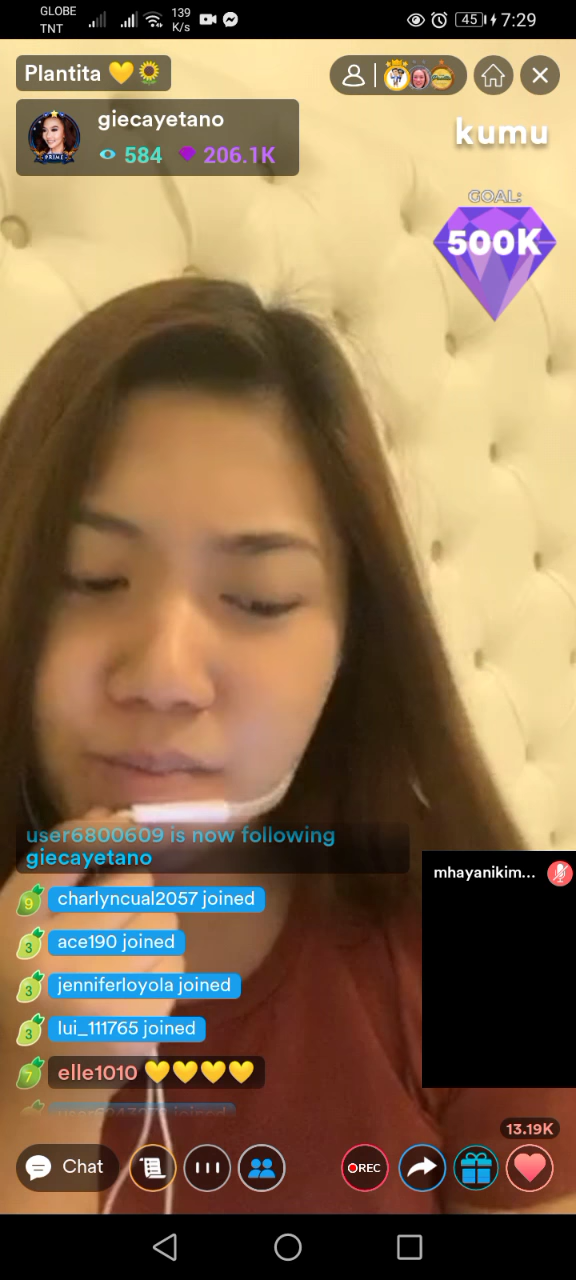 GLOBE
TNT
139
K/s
45
7:29
Plantita 💛🌻
giecayetano
584 206.1K
PRIME
kumu
GOAL:
500K
user6800609 is now following
giecayetano
mhayanikim...
9 charlyncual2057 joined
3 ace190 joined
3 jenniferloyola joined
3 lui_111765 joined
7 elle1010 💛💛💛💛
13.19K
Chat
REC